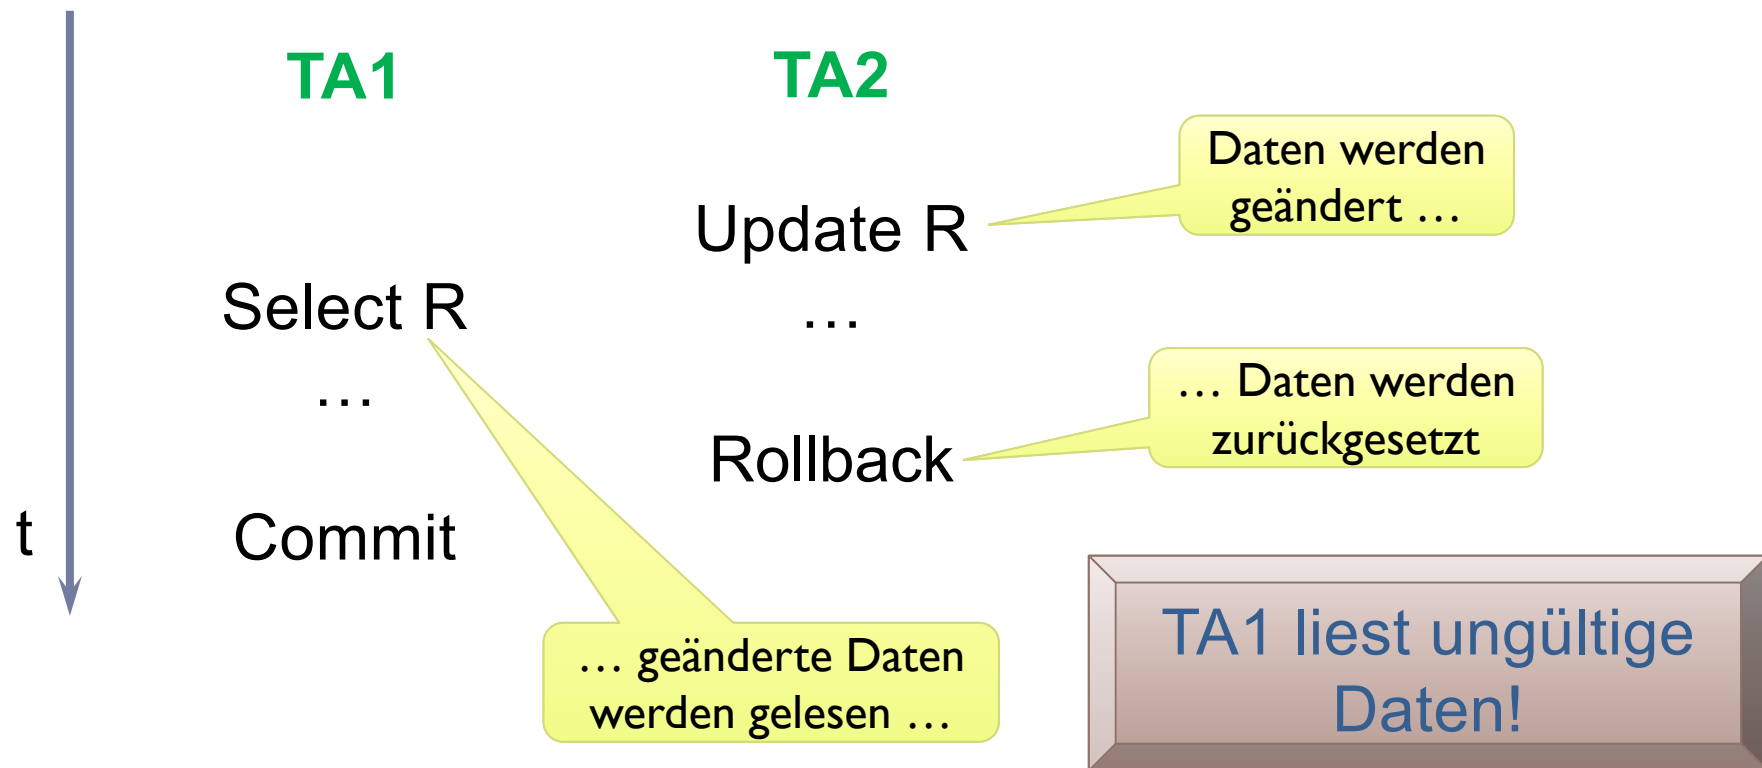 TA1
TA2
Daten werden
geändert …
Update R
Select R
…
…
… Daten werden
zurückgesetzt
Rollback
t
Commit
… geänderte Daten
werden gelesen …
TA1 liest ungültige
Daten!